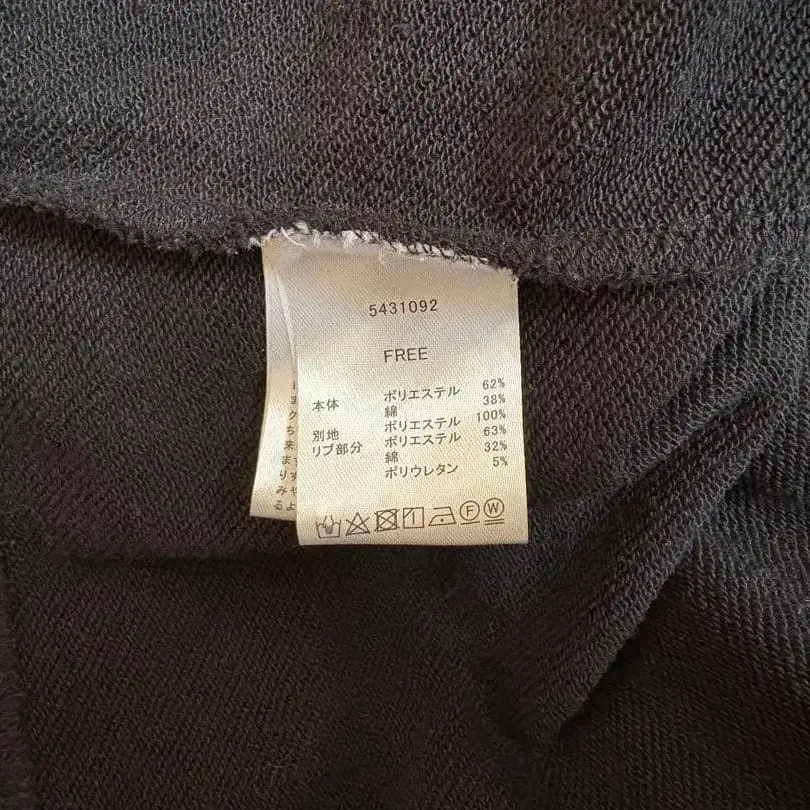 5431092
FREE
本体 ポリエステル 62%
綿 38%
別地 ポリエステル 100%
リブ部分 ポリエステル 63%
綿 32%
ポリウレタン 5%
F W